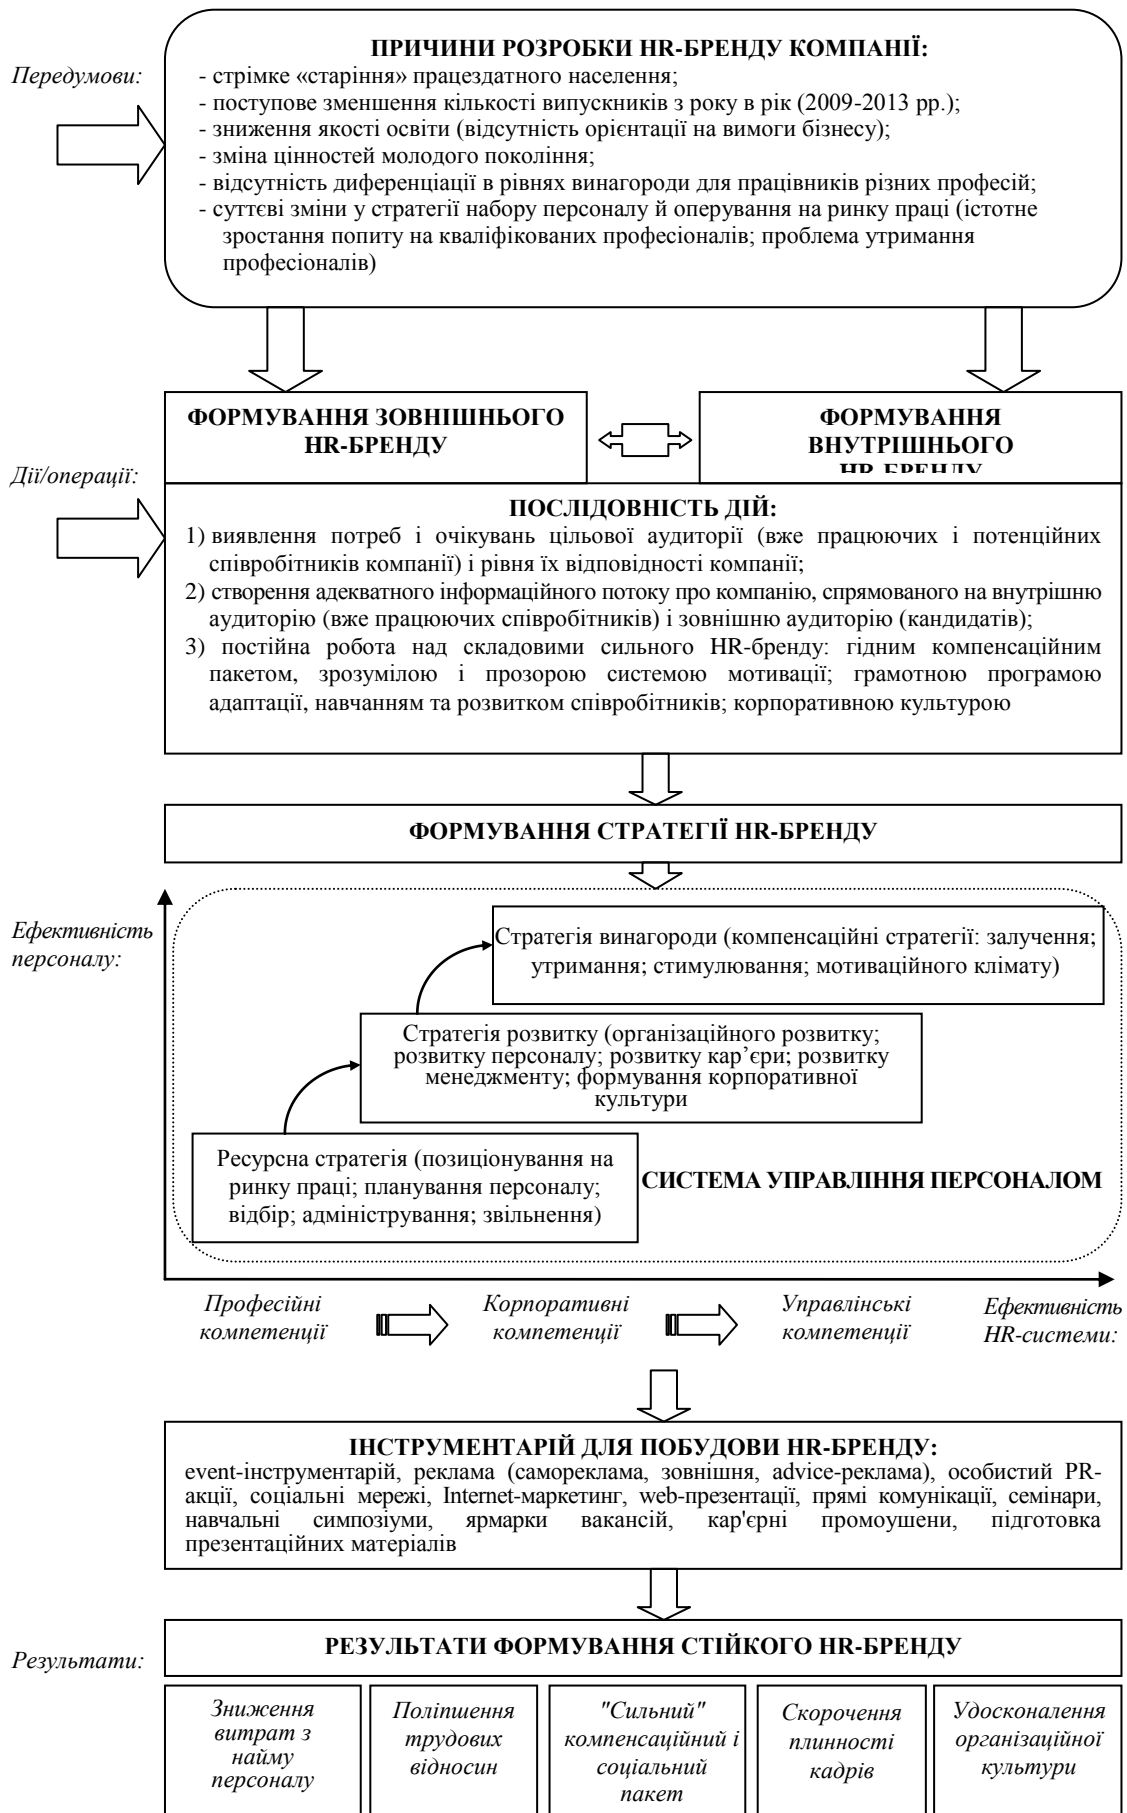 ПРИЧИНИ РОЗРОБКИ HR-БРЕНДУ КОМПАНІЇ:
Передумови:
- стрімке «старіння» працездатного населення;
- поступове зменшення кількості випускників з року в рік (2009-2013 рр.);
- зниження якості освіти (відсутність орієнтації на вимоги бізнесу);
- зміна цінностей молодого покоління;
- відсутність диференціації в рівнях винагороди для працівників різних професій;
- суттєві зміни у стратегії набору персоналу й оперування на ринку праці (істотне
зростання попиту на кваліфікованих професіоналів; проблема утримання
професіоналів)
ФОРМУВАННЯ ЗОВНІШНЬОГО
HR-БРЕНДУ
ФОРМУВАННЯ
ВНУТРІШНЬОГО
HR-БРЕНДУ
Дії/операції:
ПОСЛІДОВНІСТЬ ДІЙ:
1) виявлення потреб і очікувань цільової аудиторії (вже працюючих і потенційних
співробітників компанії) і рівня їх відповідності компанії;
2) створення адекватного інформаційного потоку про компанію, спрямованого на внутрішню
аудиторію (вже працюючих співробітників) і зовнішню аудиторію (кандидатів);
3) постійна робота над складовими сильного HR-бренду: гідним компенсаційним
пакетом, зрозумілою і прозорою системою мотивації; грамотною програмою
адаптації, навчанням та розвитком співробітників; корпоративною культурою
ФОРМУВАННЯ СТРАТЕГІЇ HR-БРЕНДУ
Ефективність
персоналу:
Стратегія винагороди (компенсаційні стратегії: залучення;
утримання; стимулювання; мотиваційного клімату)
Стратегія розвитку (організаційного розвитку;
розвитку персоналу; розвитку кар’єри; розвитку
менеджменту; формування корпоративної
культури
Ресурсна стратегія (позиціонування на
ринку праці; планування персоналу;
відбір; адміністрування; звільнення)
СИСТЕМА УПРАВЛІННЯ ПЕРСОНАЛОМ
Професійні
компетенції
Корпоративні
компетенції
Управлінські
компетенції
Ефективність
HR-системи:
ІНСТРУМЕНТАРІЙ ДЛЯ ПОБУДОВИ HR-БРЕНДУ:
event-інструментарій, реклама (самореклама, зовнішня, advice-реклама), особистий PR-
акції, соціальні мережі, Internet-маркетинг, web-презентації, прямі комунікації, семінари,
навчальні симпозіуми, ярмарки вакансій, кар'єрні промоушени, підготовка
презентаційних матеріалів
РЕЗУЛЬТАТИ ФОРМУВАННЯ СТІЙКОГО HR-БРЕНДУ
Результати:
Зниження
витрат з
найму
персоналу
Поліпшення
трудових
відносин
"Сильний"
компенсаційний і
соціальний
пакет
Скорочення
плинності
кадрів
Удосконалення
організаційної
культури